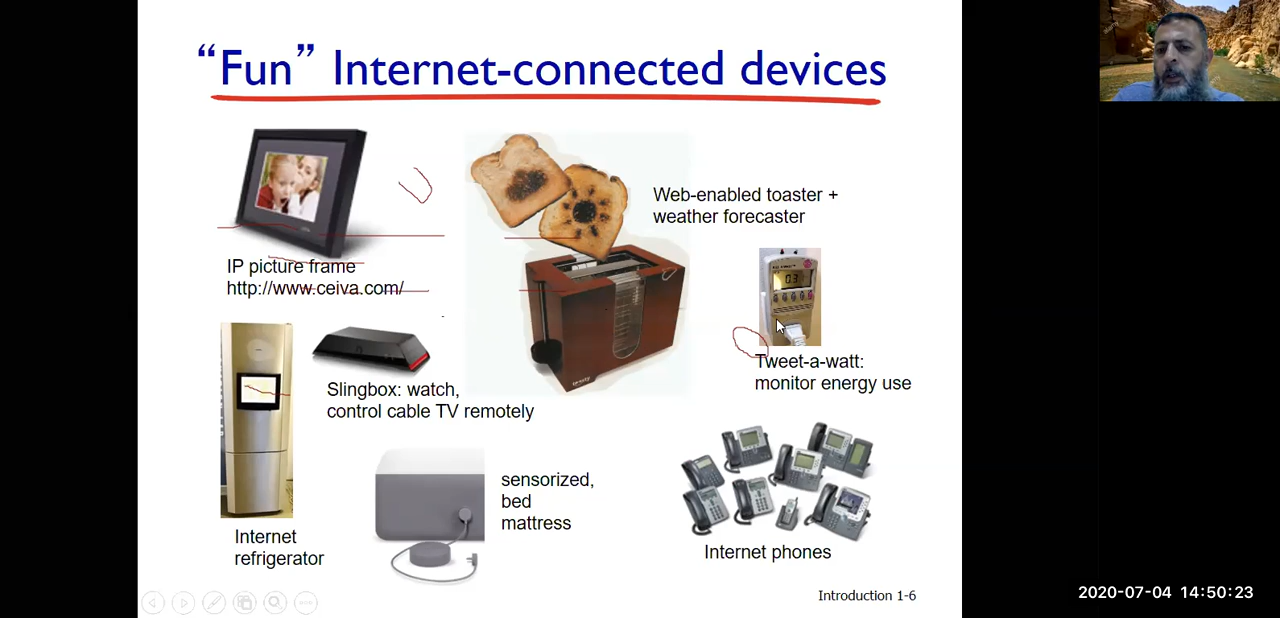 “Fun” Internet-connected devices
Web-enabled toaster +
weather forecaster
IP picture frame
http://www.ceiva.com/
0.3
Tweet-a-watt:
monitor energy use
Slingbox: watch,
control cable TV remotely
sensorized,
bed
mattress
Internet
refrigerator
Internet phones
Introduction 1-6
2020-07-04 14:50:23